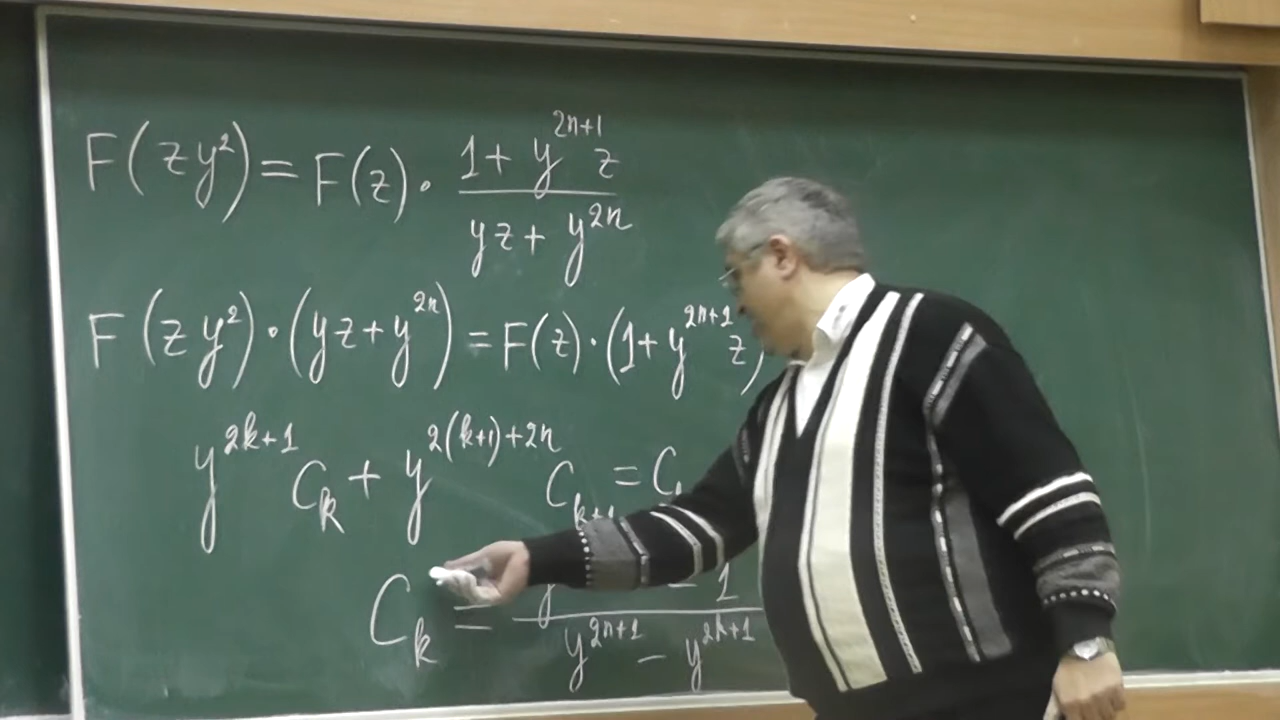 F(zy²) = F(z) · (1 + y^{2n+1} z) / (yz + y^{2n})
F(zy²) · (yz + y^{2n}) = F(z) · (1 + y^{2n+1} z)
y^{2k+1} C_k + y^{2(k+1)+2n} C_{k+1} = C
C_k = y - 1 / y^{2n+1} - y^{2k+1}